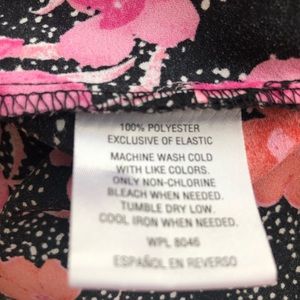 100% POLYESTER
EXCLUSIVE OF ELASTIC
MACHINE WASH COLD
WITH LIKE COLORS.
ONLY NON-CHLORINE
BLEACH WHEN NEEDED.
TUMBLE DRY LOW.
COOL IRON WHEN NEEDED.
WPL 8046
ESPAÑOL EN REVERSO